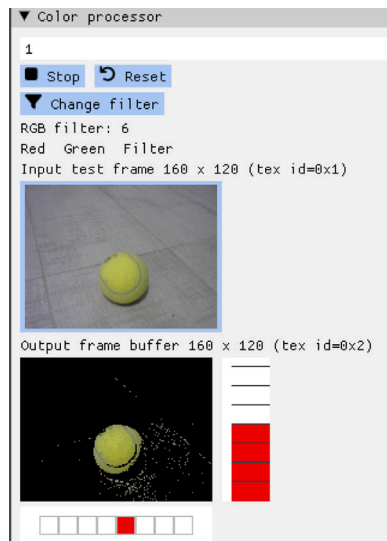 Color processor
1
Stop Reset
Change filter
RGB filter: 6
Red Green Filter
Input test frame 160 x 120 (tex id=0x1)
Output frame buffer 160 x 120 (tex id=0x2)